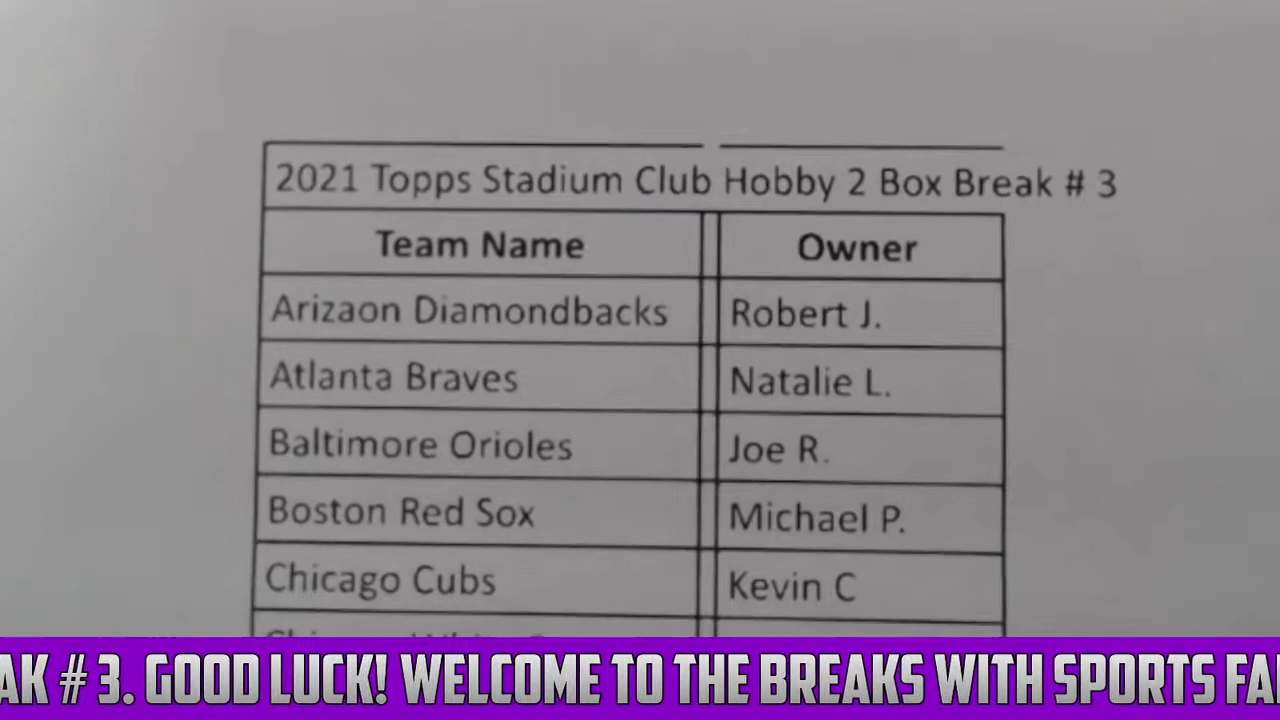 2021 Topps Stadium Club Hobby 2 Box Break # 3
Team Name Owner
Arizaon Diamondbacks Robert J.
Atlanta Braves Natalie L.
Baltimore Orioles Joe R.
Boston Red Sox Michael P.
Chicago Cubs Kevin C
AK # 3. GOOD LUCK! WELCOME TO THE BREAKS WITH SPORTS FA